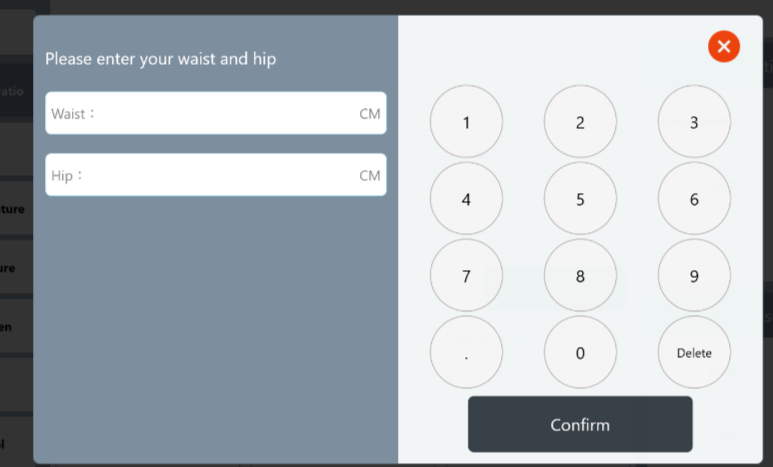 Please enter your waist and hip
Waist : CM
Hip : CM
1 2 3
4 5 6
7 8 9
. 0 Delete
Confirm